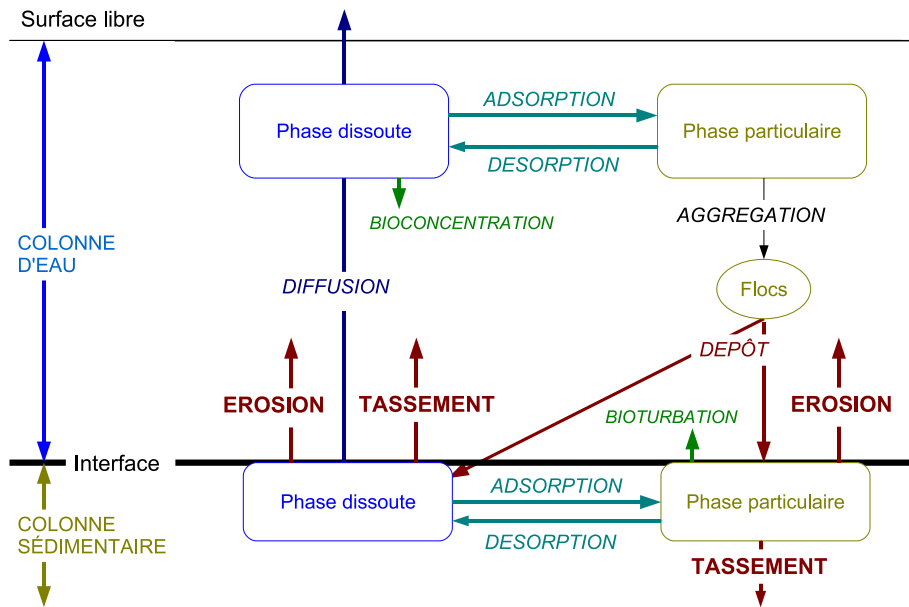 Surface libre
ADSORPTION
Phase dissoute
Phase particulaire
DESORPTION
BIOCONCENTRATION
AGGREGATION
COLONNE
D'EAU
DIFFUSION
Flocs
DEPÔT
EROSION
TASSEMENT
BIOTURBATION
EROSION
Interface
Phase dissoute
ADSORPTION
Phase particulaire
COLONNE
SÉDIMENTAIRE
DESORPTION
TASSEMENT